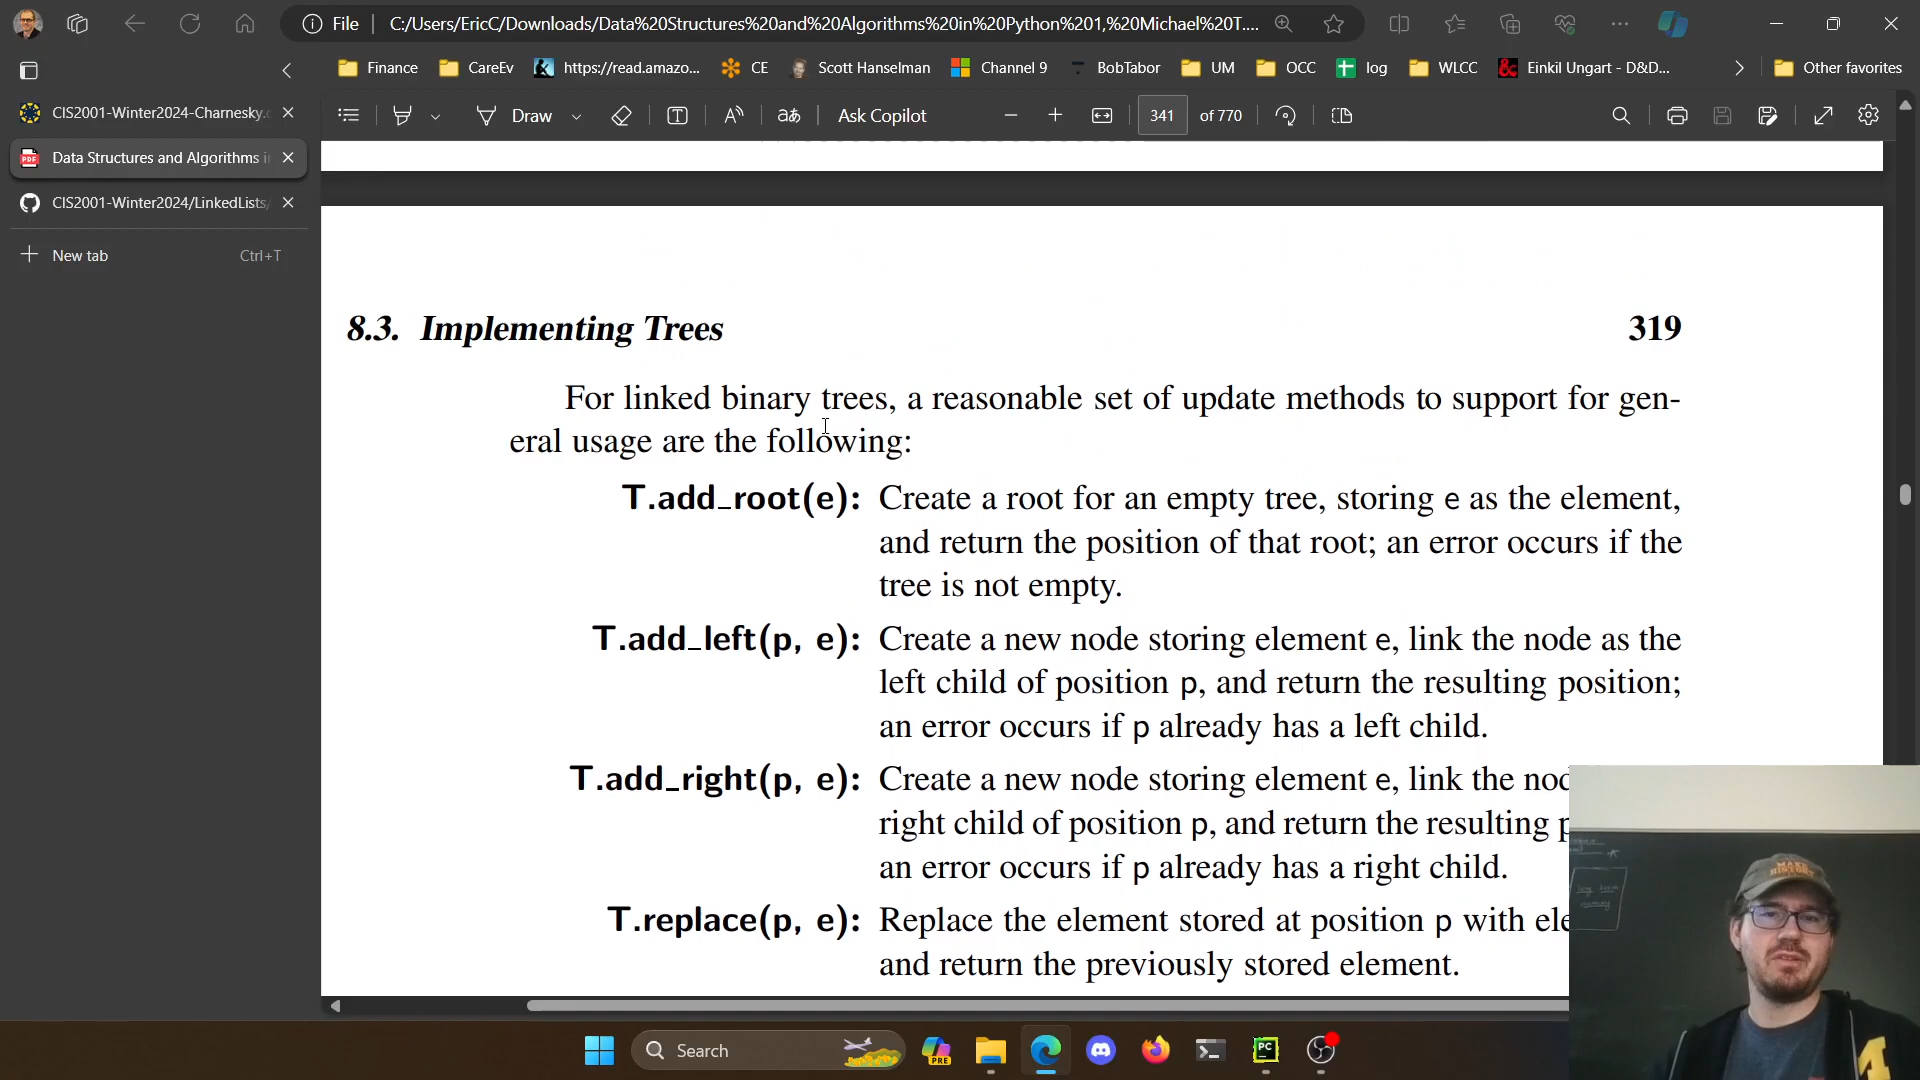 File
C:/Users/EricC/Downloads/Data%20Structures%20and%20Algorithms%20in%20Python%201,%20Michael%20T....
Finance
CareEv
https://read.amazo...
CE
Scott Hanselman
Channel 9
BobTabor
UM
OCC
log
WLCC
Einkil Ungart - D&D...
Other favorites
CIS2001-Winter2024-Charnesky.
Data Structures and Algorithms i
CIS2001-Winter2024/LinkedLists/
New tab
Ctrl+T
Draw
Ask Copilot
341
of 770
8.3. Implementing Trees
319
For linked binary trees, a reasonable set of update methods to support for gen-
eral usage are the following:
T.add_root(e): Create a root for an empty tree, storing e as the element,
and return the position of that root; an error occurs if the
tree is not empty.
T.add_left(p, e): Create a new node storing element e, link the node as the
left child of position p, and return the resulting position;
an error occurs if p already has a left child.
T.add_right(p, e): Create a new node storing element e, link the
right child of position p, and return the resulting
an error occurs if p already has a right child.
T.replace(p, e): Replace the element stored at position p with
and return the previously stored element.
Search
PRE
PC
MAKE
HISTORY
M